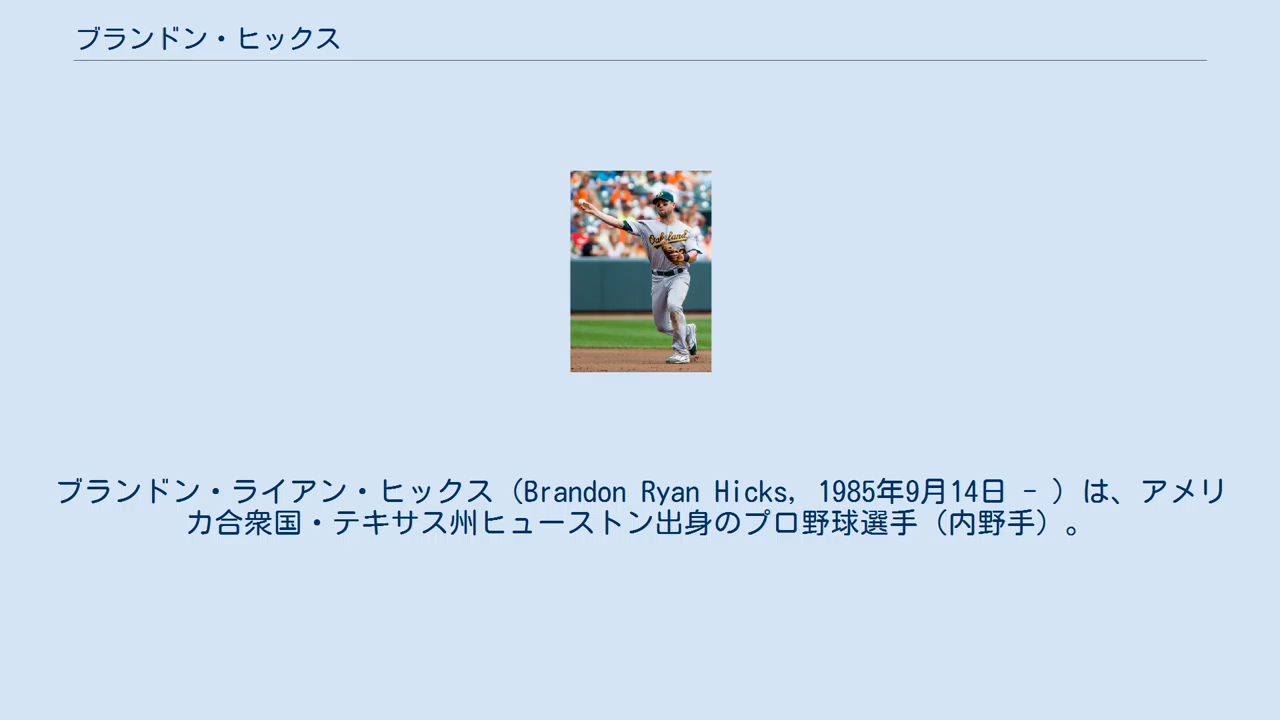 ブランドン・ヒックス
Oakland
ブランドン・ライアン・ヒックス（Brandon Ryan Hicks, 1985年9月14日 - ）は、アメリ
カ合衆国・テキサス州ヒューストン出身のプロ野球選手（内野手）。